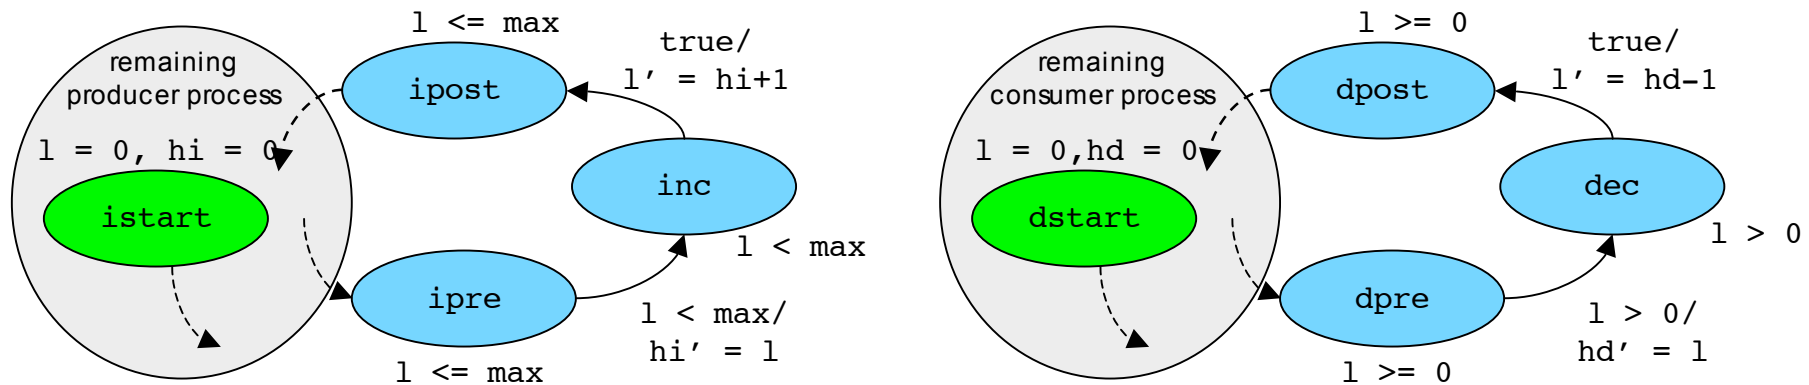 l <= max
true/
l’ = hi+1
remaining
producer process
ipost
l = 0, hi = 0
istart
inc
l < max
ipre
l < max/
hi’ = l
l <= max
l >= 0
true/
l’ = hd-1
remaining
consumer process
dpost
l = 0,hd = 0
dstart
dec
l > 0
dpre
l > 0/
hd’ = l
l >= 0